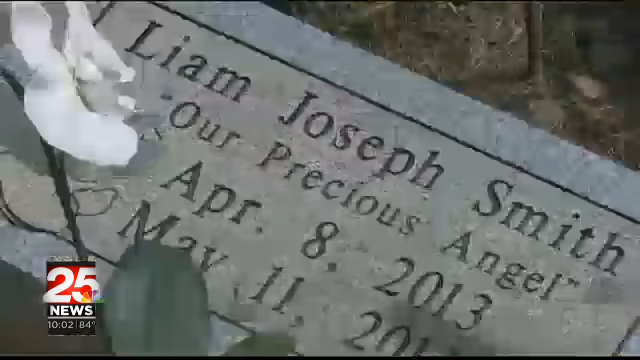 Liam Joseph Smith
"Our Precious Angel"
Apr. 8, 2013
May 11,
25
NEWS
10:02 84°